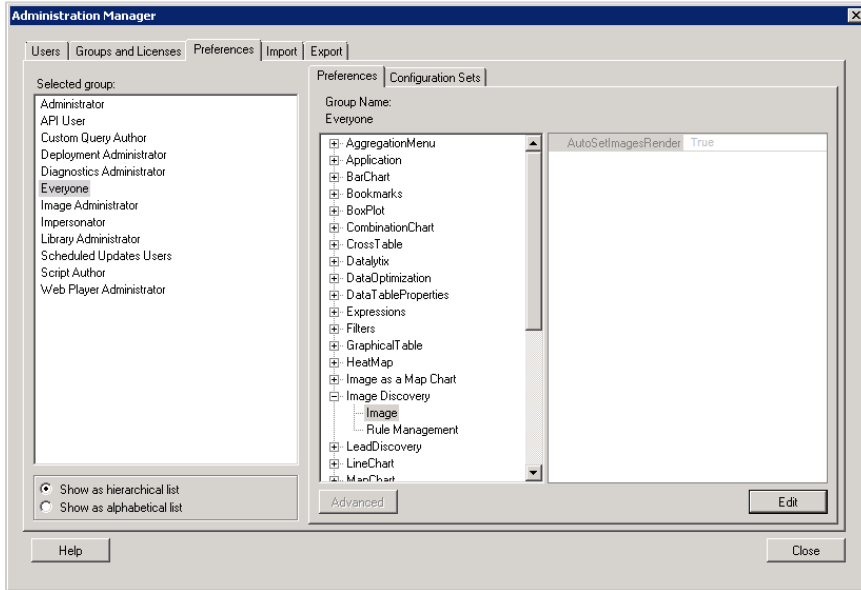 Administration Manager
Users
Groups and Licenses
Preferences
Import
Export
Selected group:
Administrator
API User
Custom Query Author
Deployment Administrator
Diagnostics Administrator
Everyone
Image Administrator
Impersonator
Library Administrator
Scheduled Updates Users
Script Author
Web Player Administrator
Show as hierarchical list
Show as alphabetical list
Preferences
Configuration Sets
Group Name:
Everyone
AggregationMenu
Application
BarChart
Bookmarks
BoxPlot
CombinationChart
CrossTable
Datalytix
DataOptimization
DataTableProperties
Expressions
Filters
GraphicalTable
HeatMap
Image as a Map Chart
Image Discovery
Image
Rule Management
LeadDiscovery
LineChart
MapChart
AutoSetImagesRender True
Advanced
Edit
Help
Close